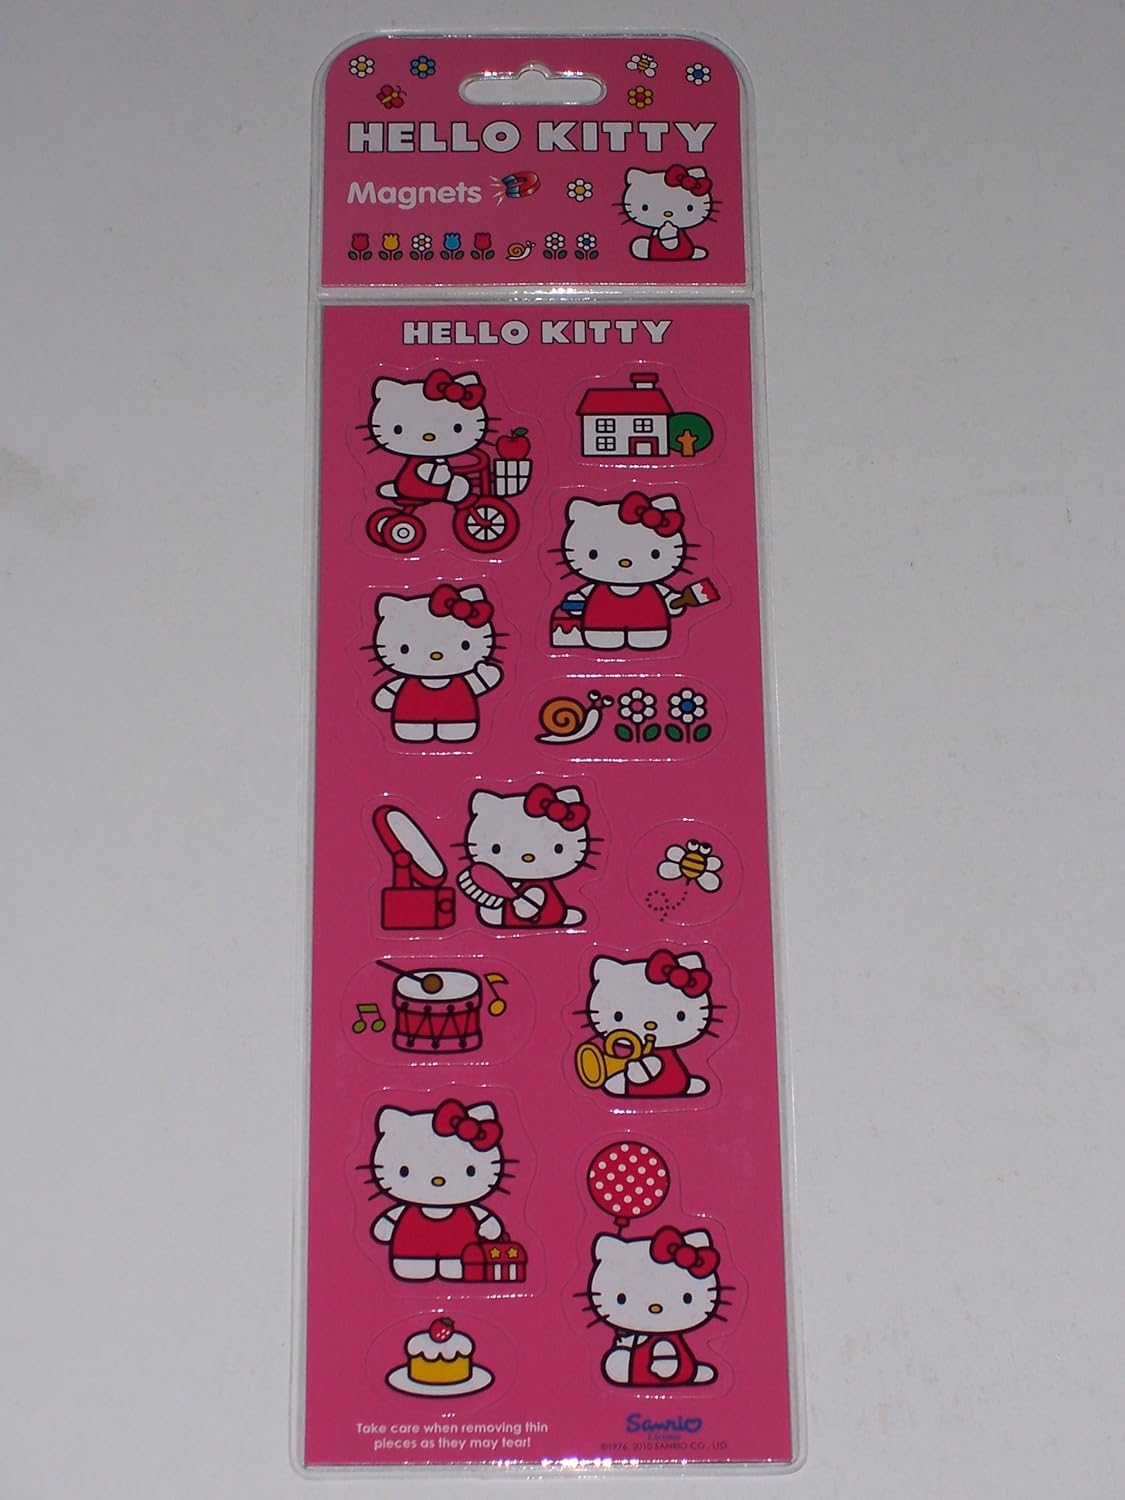 HELLO KITTY
Magnets
HELLO KITTY
Take care when removing thin
pieces as they may tear!
Sanrio
License
©1976, 2010 SANRIO CO., LTD.